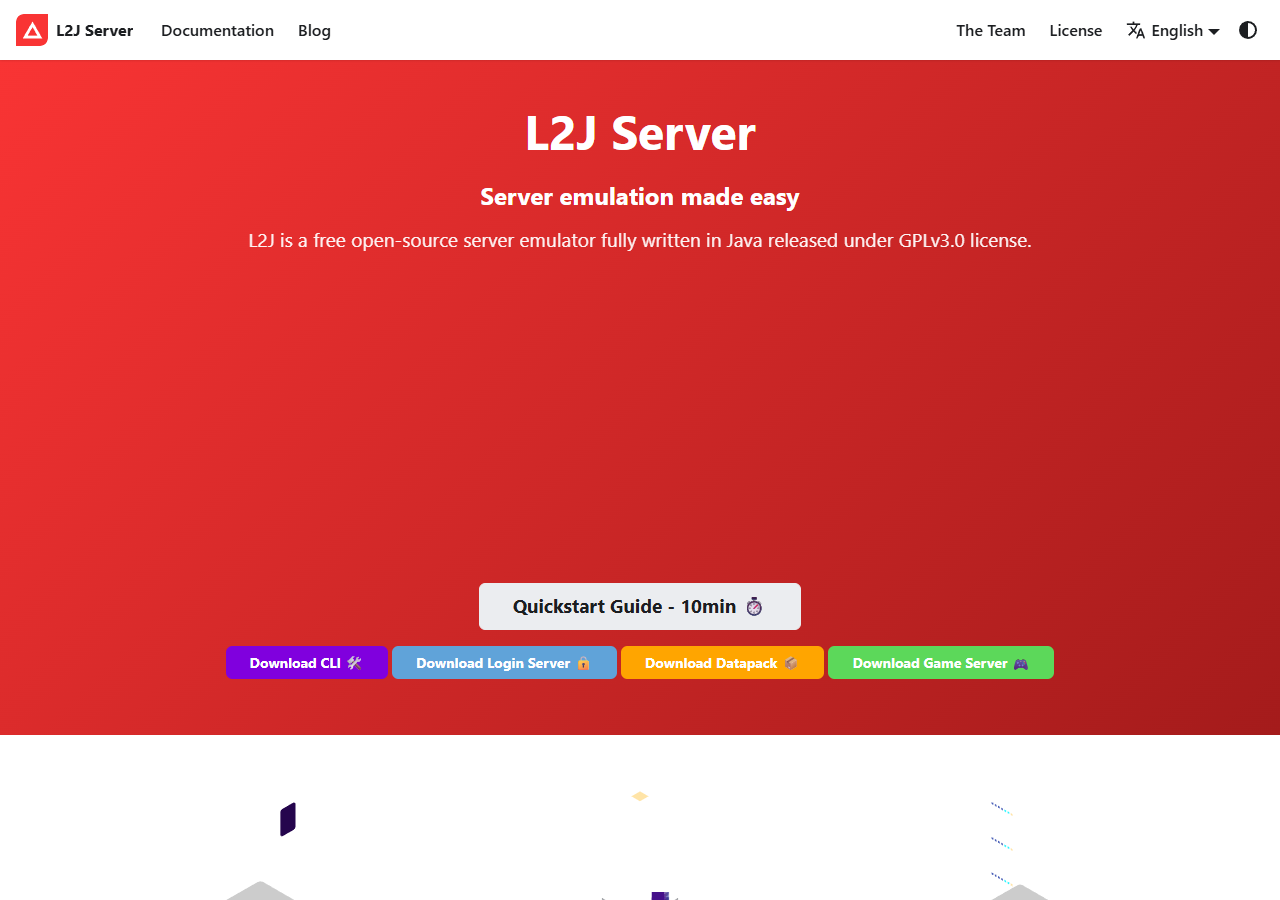 L2J Server
Documentation
Blog
The Team
License
English
L2J Server
Server emulation made easy
L2J is a free open-source server emulator fully written in Java released under GPLv3.0 license.
Quickstart Guide - 10min ⏱️
Download CLI 🛠️
Download Login Server 🔒
Download Datapack 📦
Download Game Server 🎮